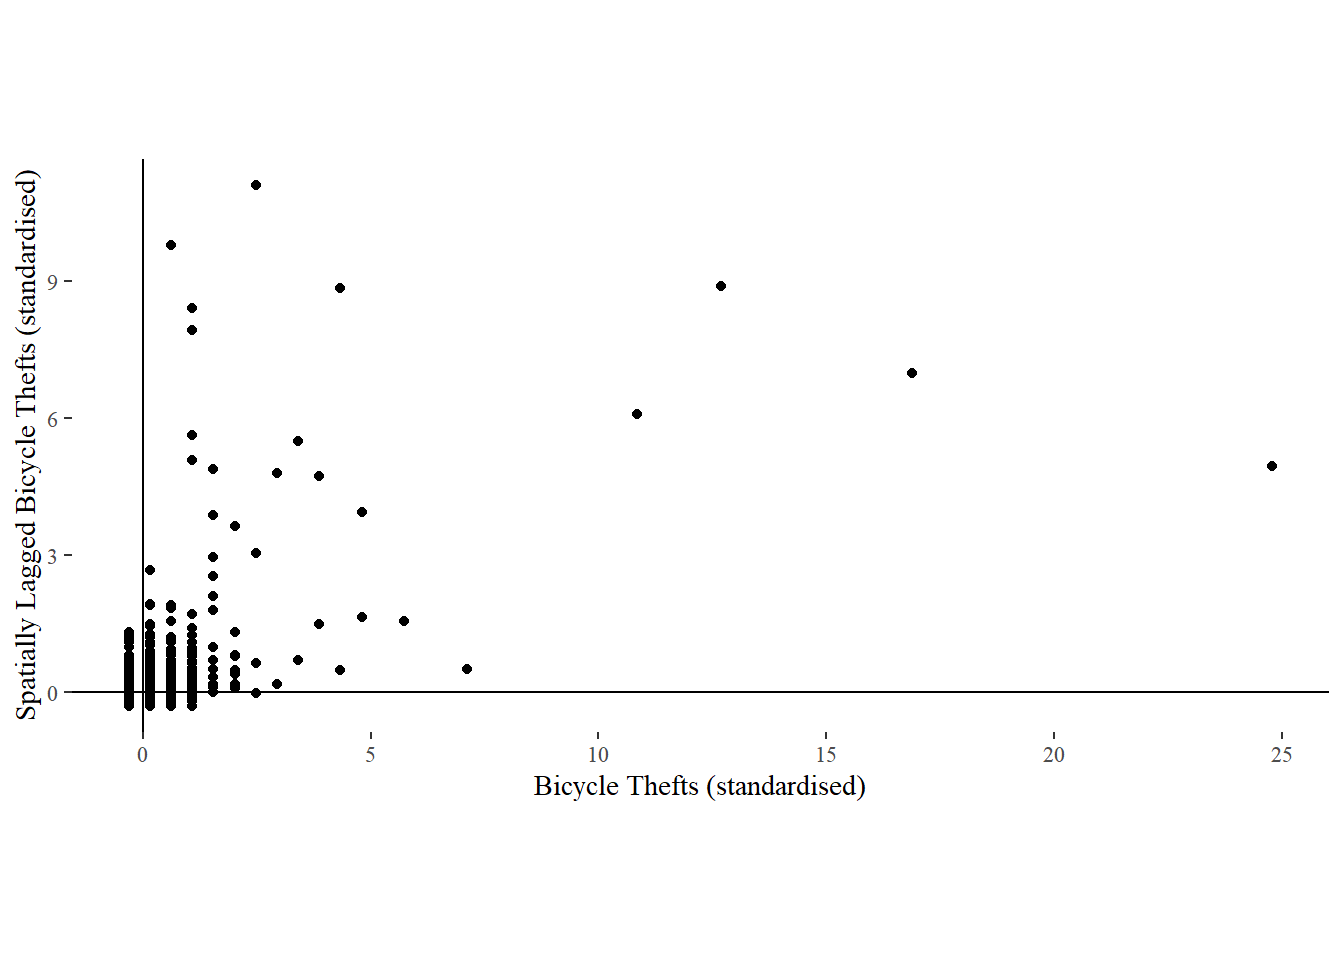 Spatially Lagged Bicycle Thefts (standardised)
9
6
3
0
0 5 10 15 20 25
Bicycle Thefts (standardised)